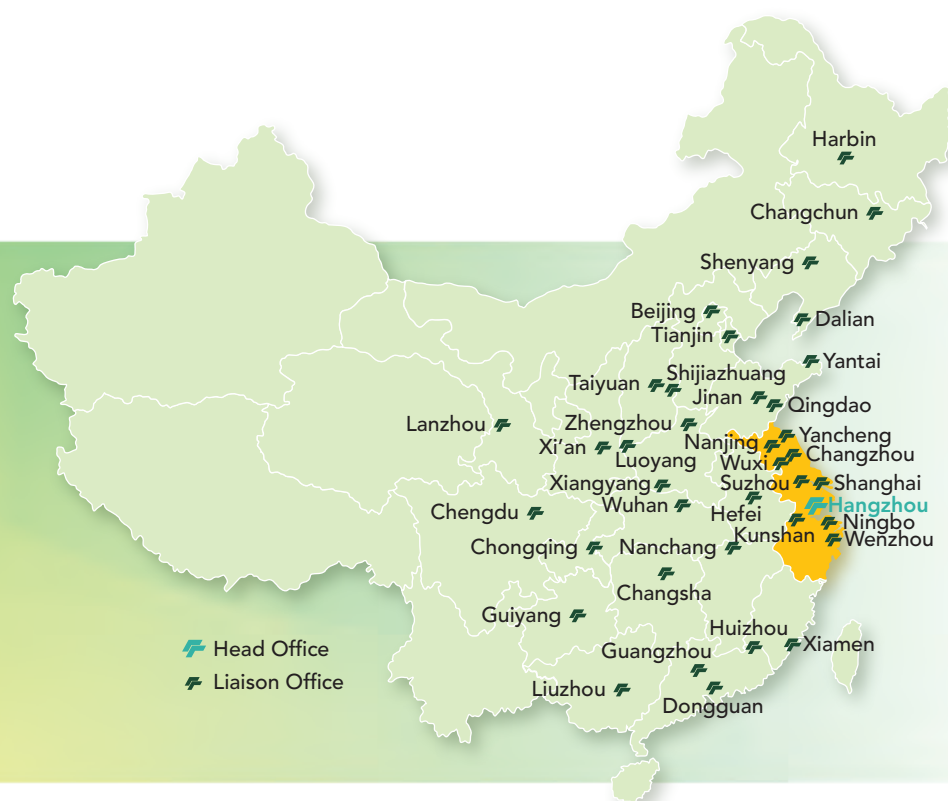 Harbin
Changchun
Shenyang
Beijing
Dalian
Tianjin
Yantai
Shijiazhuang
Taiyuan
Jinan
Qingdao
Lanzhou
Zhengzhou
Yancheng
Xi'an
Nanjing
Changzhou
Luoyang
Wuxi
Xiangyang
Suzhou
Shanghai
Wuhan
Hangzhou
Chengdu
Hefei
Ningbo
Kunshan
Wenzhou
Chongqing
Nanchang
Changsha
Guiyang
Huizhou
Xiamen
Guangzhou
Liuzhou
Dongguan
Head Office
Liaison Office